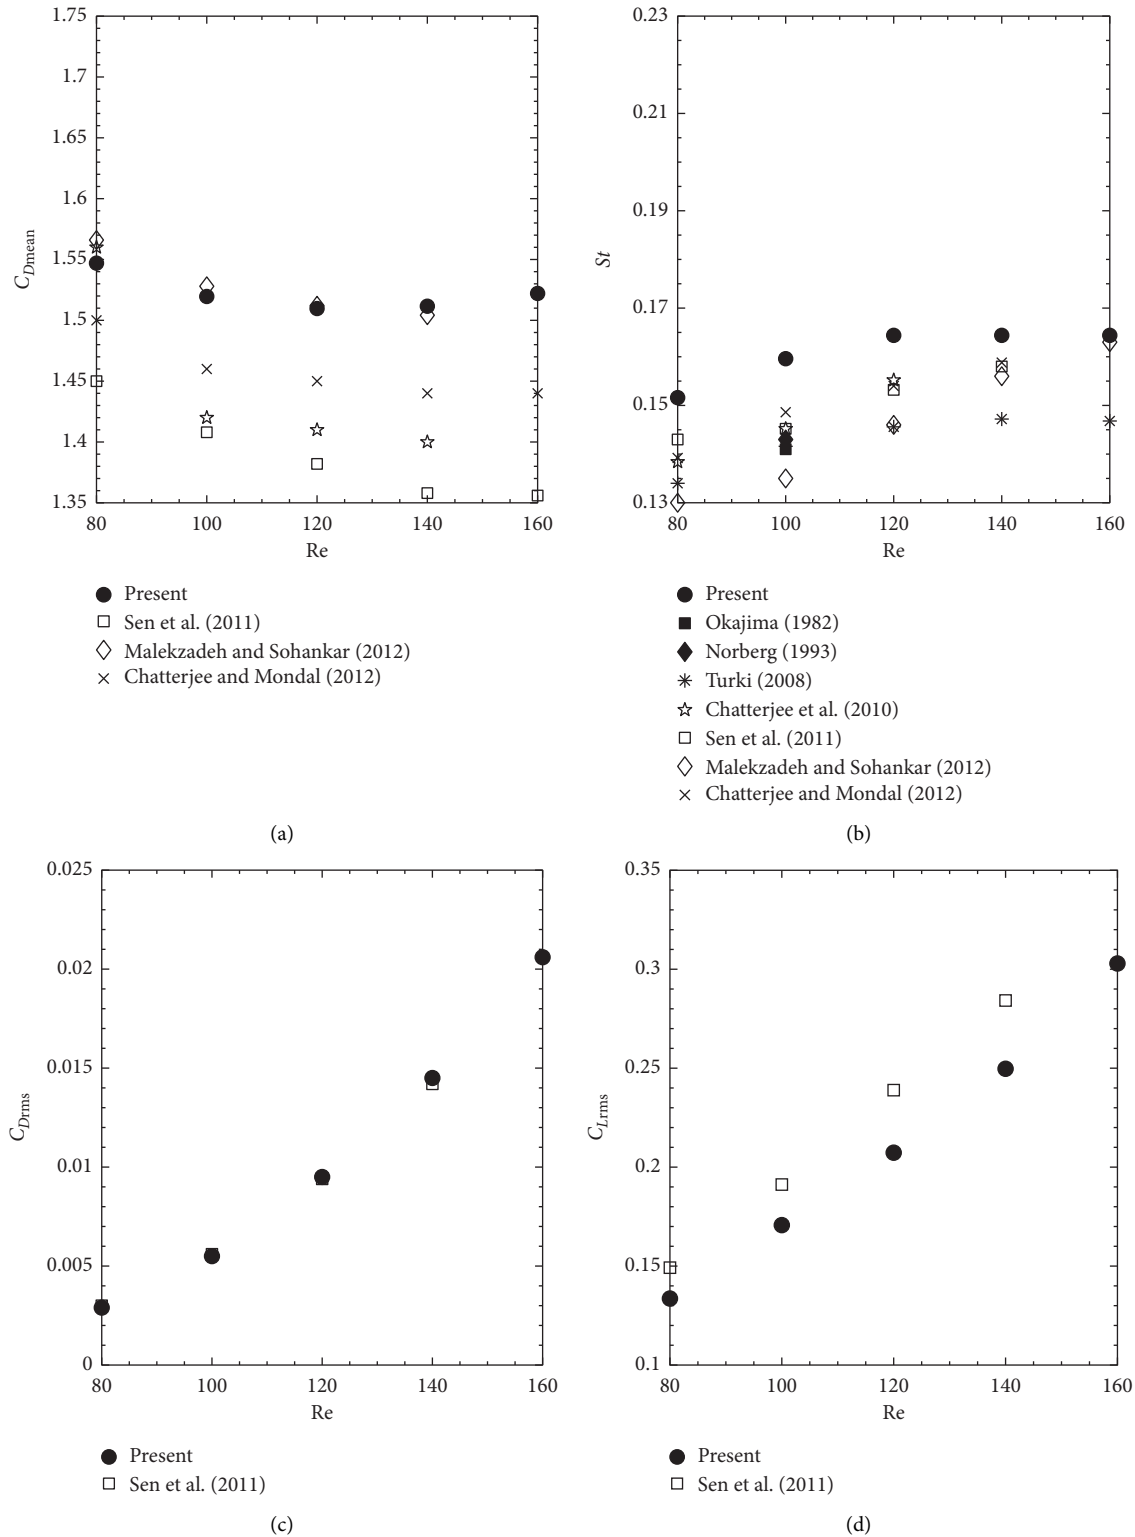 1.75
1.7
1.65
1.6
1.55
1.5
1.45
1.4
1.35
80 100 120 140 160
Re
C_Dmean
Present
Sen et al. (2011)
Malekzadeh and Sohankar (2012)
Chatterjee and Mondal (2012)
(a)
0.23
0.21
0.19
0.17
0.15
0.13
80 100 120 140 160
Re
St
Present
Okajima (1982)
Norberg (1993)
Turki (2008)
Chatterjee et al. (2010)
Sen et al. (2011)
Malekzadeh and Sohankar (2012)
Chatterjee and Mondal (2012)
(b)
0.025
0.02
0.015
0.01
0.005
0
80 100 120 140 160
Re
C_Drms
Present
Sen et al. (2011)
(c)
0.35
0.3
0.25
0.2
0.15
0.1
80 100 120 140 160
Re
C_Lrms
Present
Sen et al. (2011)
(d)